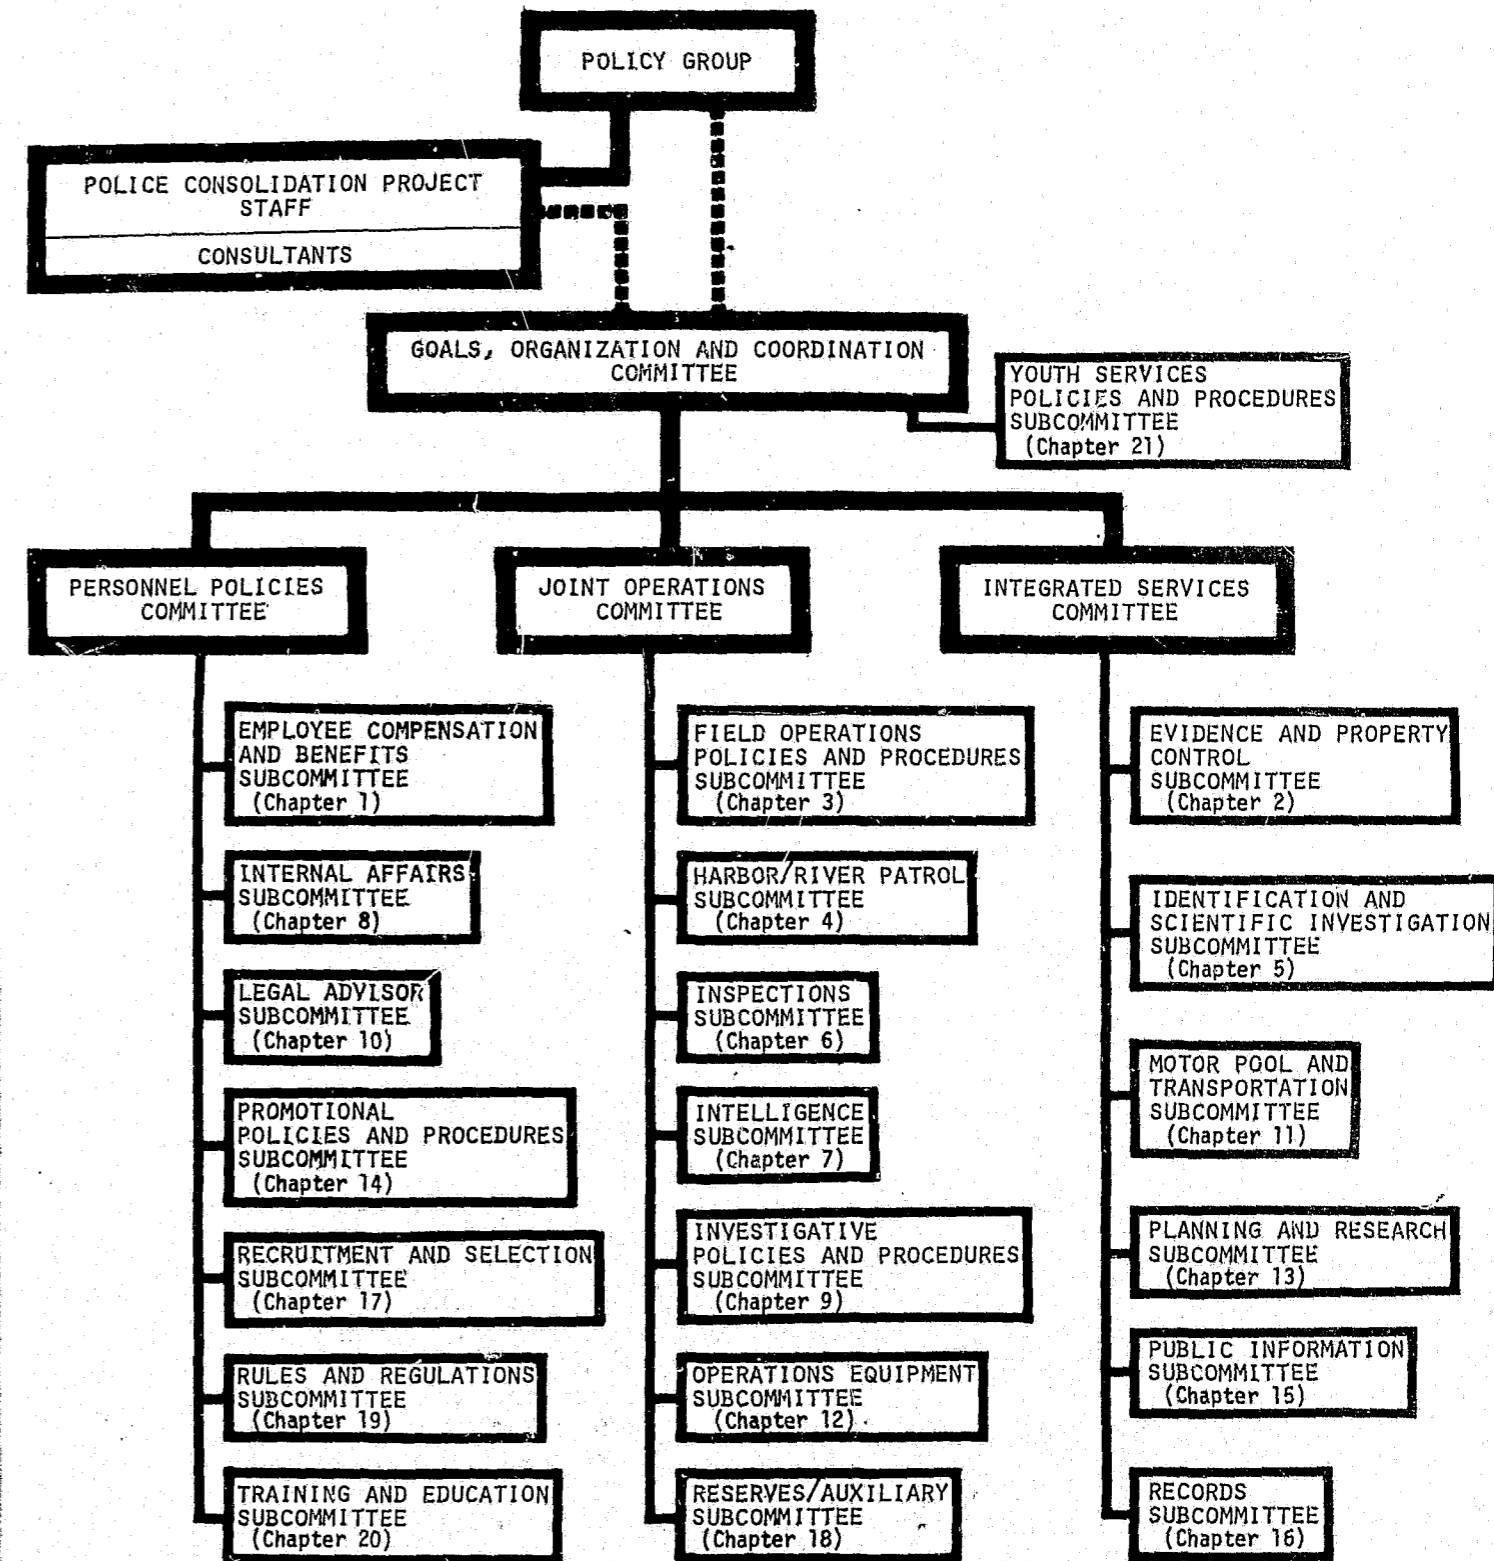 POLICY GROUP
POLICE CONSOLIDATION PROJECT
STAFF
CONSULTANTS
GOALS, ORGANIZATION AND COORDINATION
COMMITTEE
YOUTH SERVICES
POLICIES AND PROCEDURES
SUBCOMMITTEE
(Chapter 21)
PERSONNEL POLICIES
COMMITTEE
JOINT OPERATIONS
COMMITTEE
INTEGRATED SERVICES
COMMITTEE
EMPLOYEE COMPENSATION
AND BENEFITS
SUBCOMMITTEE
(Chapter 1)
INTERNAL AFFAIRS
SUBCOMMITTEE
(Chapter 8)
LEGAL ADVISOR
SUBCOMMITTEE
(Chapter 10)
PROMOTIONAL
POLICIES AND PROCEDURES
SUBCOMMITTEE
(Chapter 14)
RECRUITMENT AND SELECTION
SUBCOMMITTEE
(Chapter 17)
RULES AND REGULATIONS
SUBCOMMITTEE
(Chapter 19)
TRAINING AND EDUCATION
SUBCOMMITTEE
(Chapter 20)
FIELD OPERATIONS
POLICIES AND PROCEDURES
SUBCOMMITTEE
(Chapter 3)
HARBOR/RIVER PATROL
SUBCOMMITTEE
(Chapter 4)
INSPECTIONS
SUBCOMMITTEE
(Chapter 6)
INTELLIGENCE
SUBCOMMITTEE
(Chapter 7)
INVESTIGATIVE
POLICIES AND PROCEDURES
SUBCOMMITTEE
(Chapter 9)
OPERATIONS EQUIPMENT
SUBCOMMITTEE
(Chapter 12)
RESERVES/AUXILIARY
SUBCOMMITTEE
(Chapter 18)
EVIDENCE AND PROPERTY
CONTROL
SUBCOMMITTEE
(Chapter 2)
IDENTIFICATION AND
SCIENTIFIC INVESTIGATION
SUBCOMMITTEE
(Chapter 5)
MOTOR POOL AND
TRANSPORTATION
SUBCOMMITTEE
(Chapter 11)
PLANNING AND RESEARCH
SUBCOMMITTEE
(Chapter 13)
PUBLIC INFORMATION
SUBCOMMITTEE
(Chapter 15)
RECORDS
SUBCOMMITTEE
(Chapter 16)